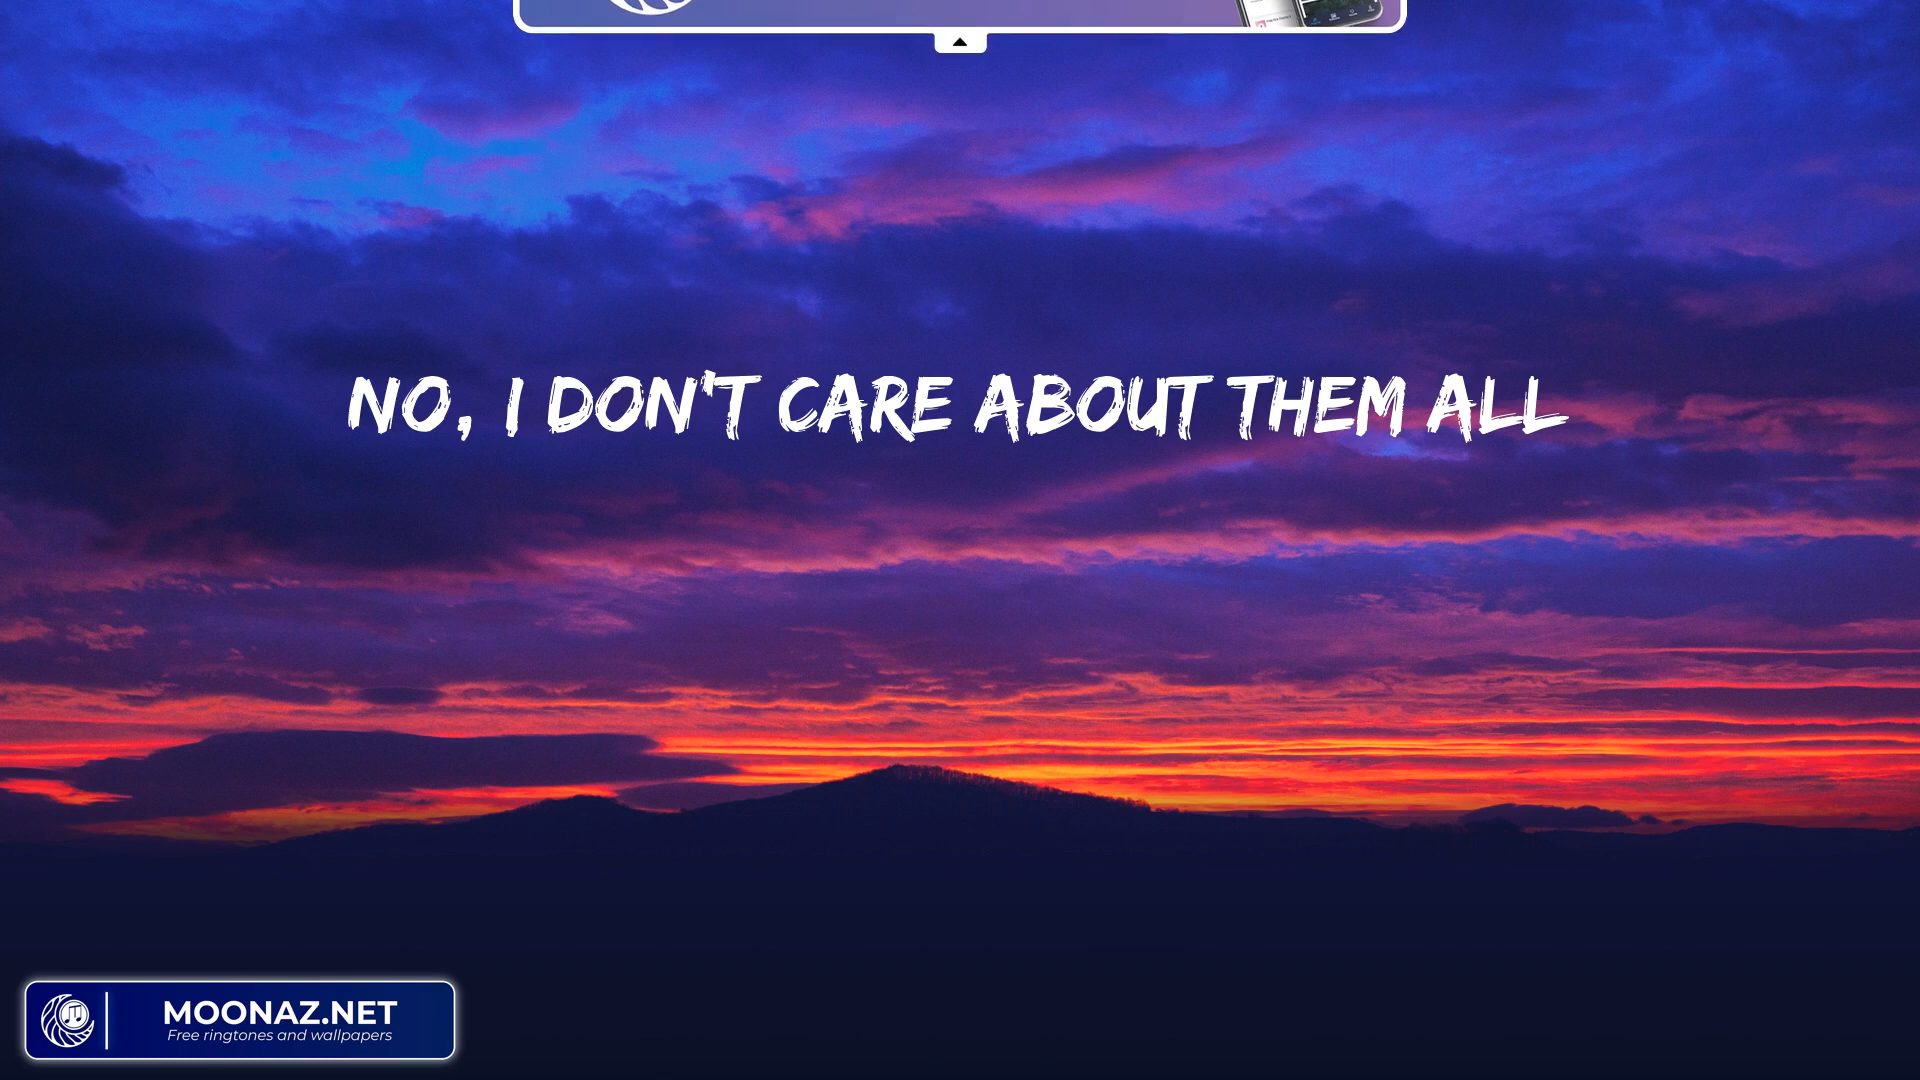 NO, I DON'T CARE ABOUT THEM ALL
MOONAZ.NET
Free ringtones and wallpapers